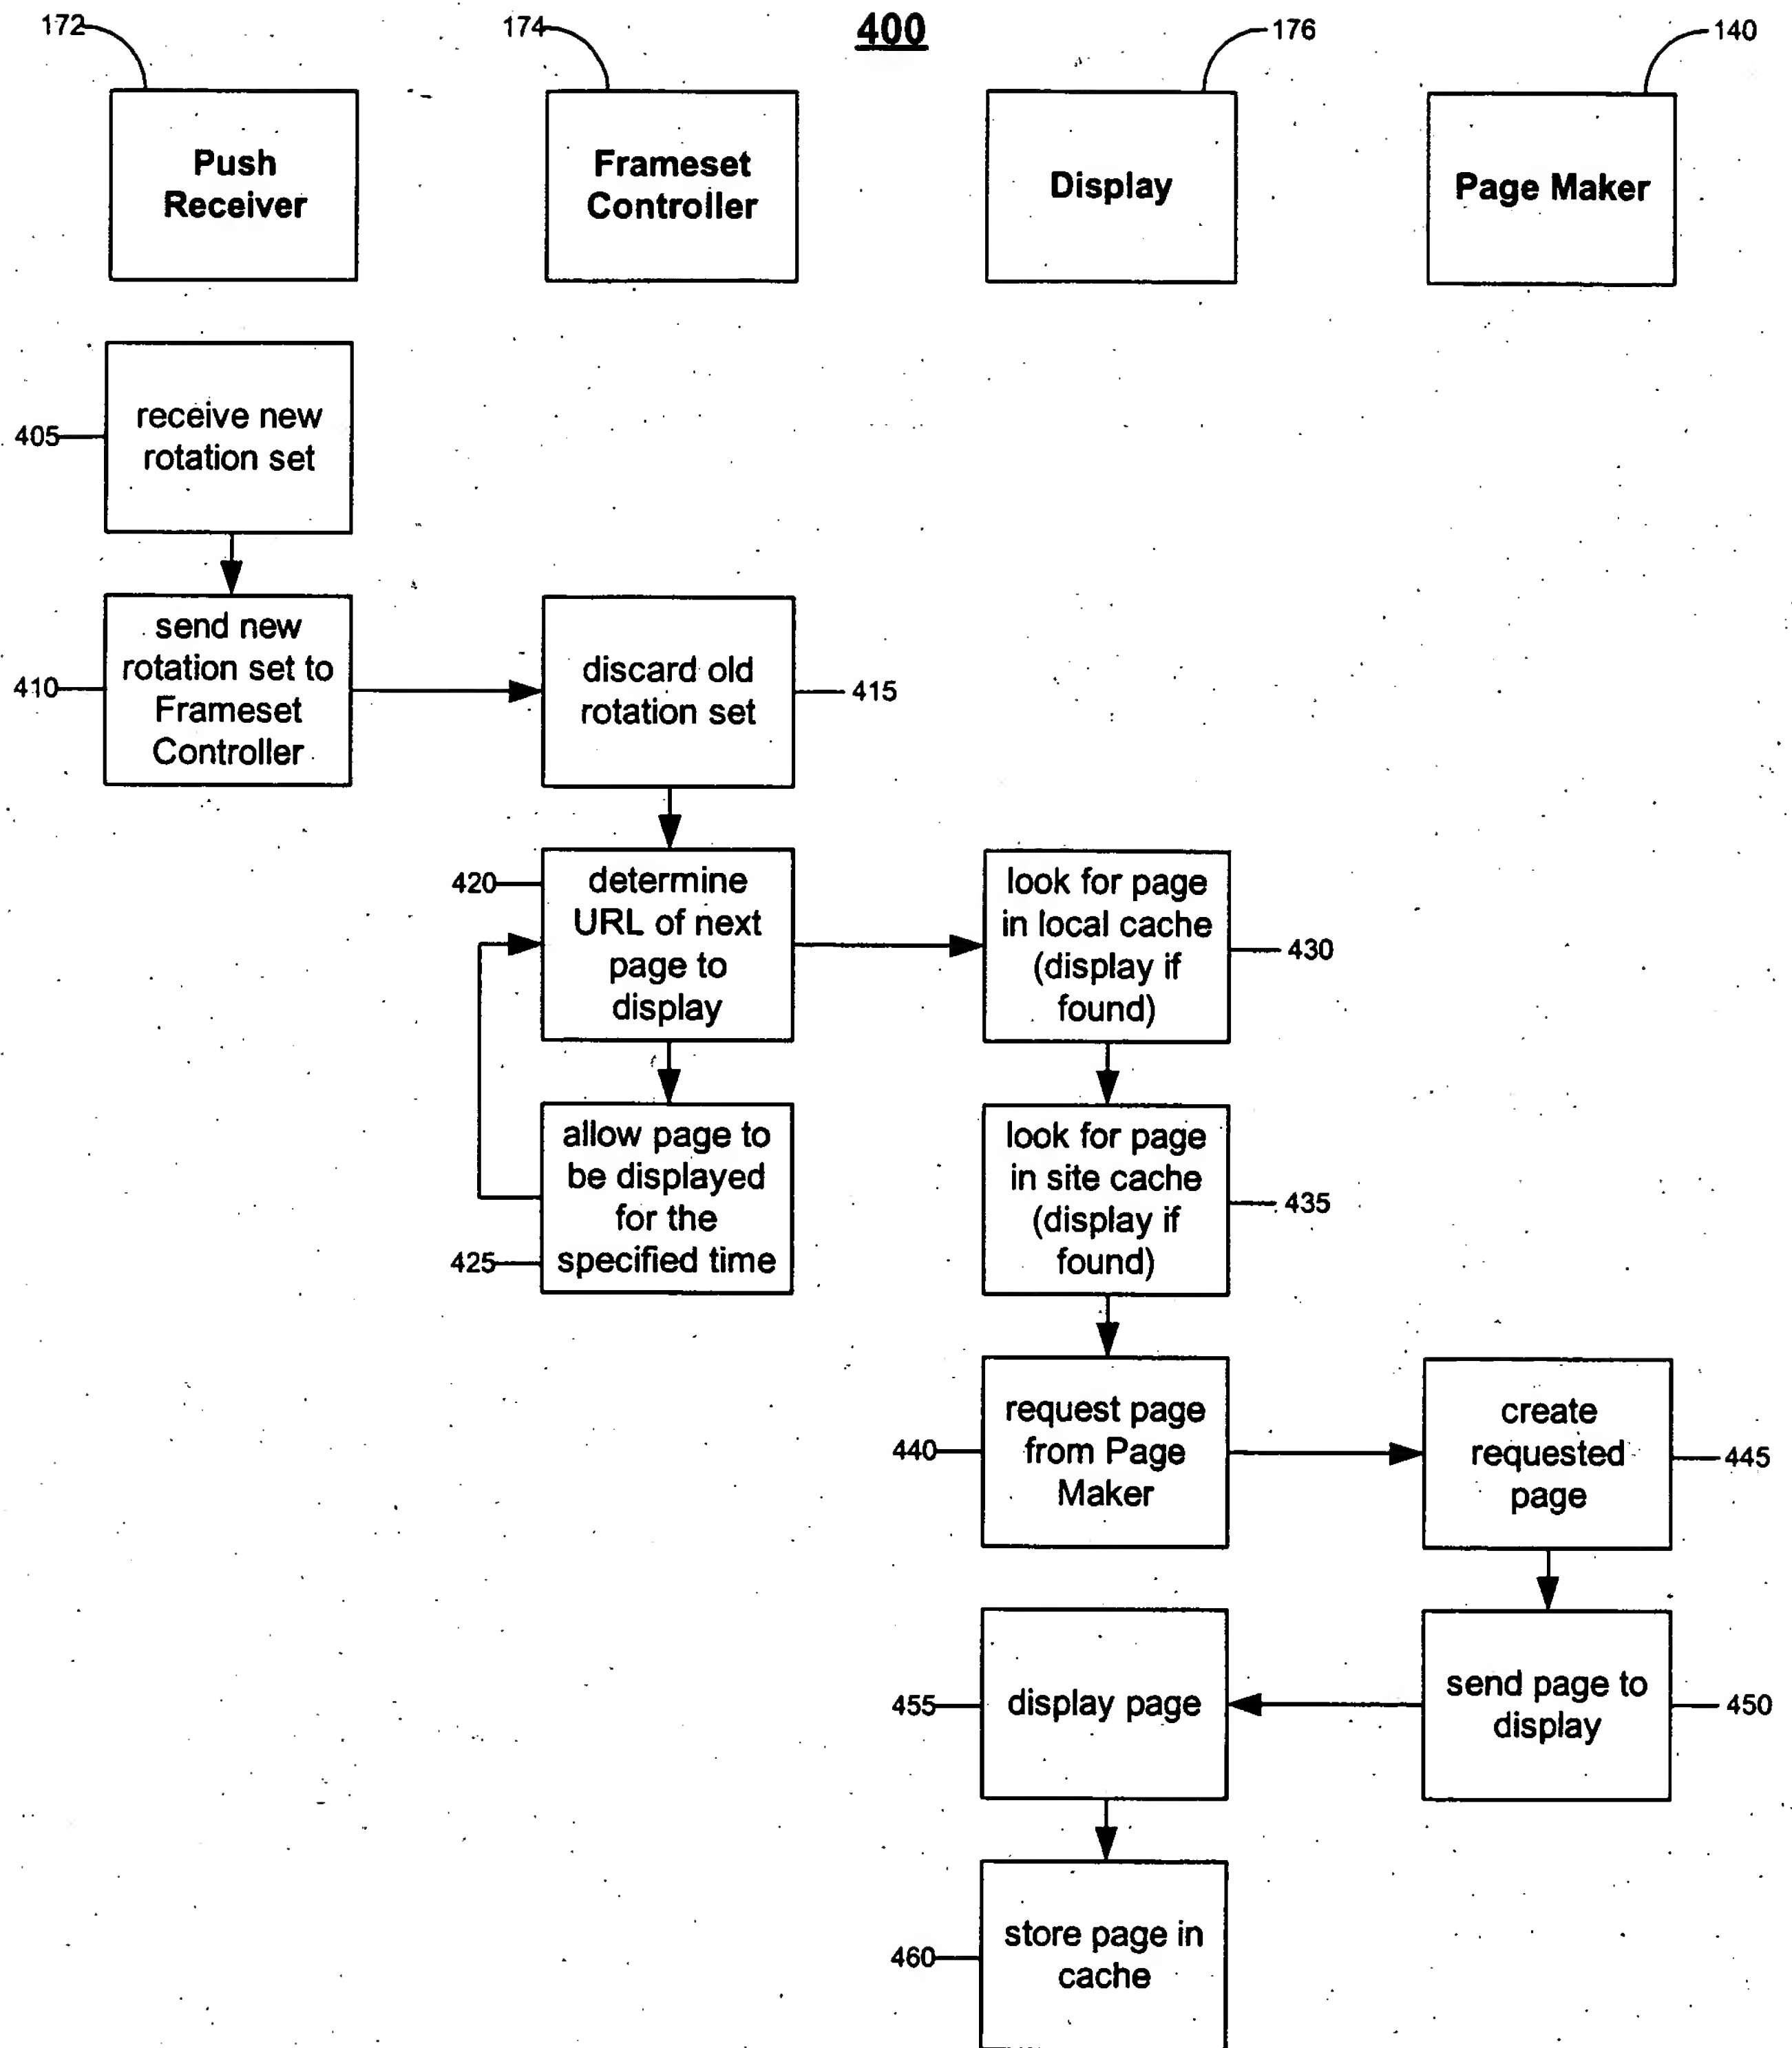 172
174
400
176
140
Push
Receiver
Frameset
Controller
Display
Page Maker
405
receive new
rotation set
410
send new
rotation set to
Frameset
Controller
discard old
rotation set
415
420
determine
URL of next
page to
display
look for page
in local cache
(display if
found)
430
425
allow page to
be displayed
for the
specified time
look for page
in site cache
(display if
found)
435
440
request page
from Page
Maker
create
requested
page
445
455
display page
send page to
display
450
460
store page in
cache